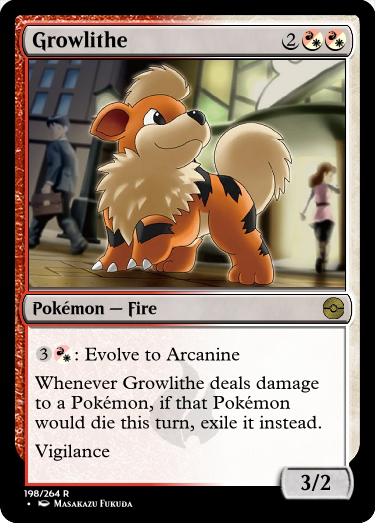 Growlithe 2
Pokémon — Fire
3 : Evolve to Arcanine
Whenever Growlithe deals damage
to a Pokémon, if that Pokémon
would die this turn, exile it instead.
Vigilance
3/2
198/264 R
• Masakazu Fukuda